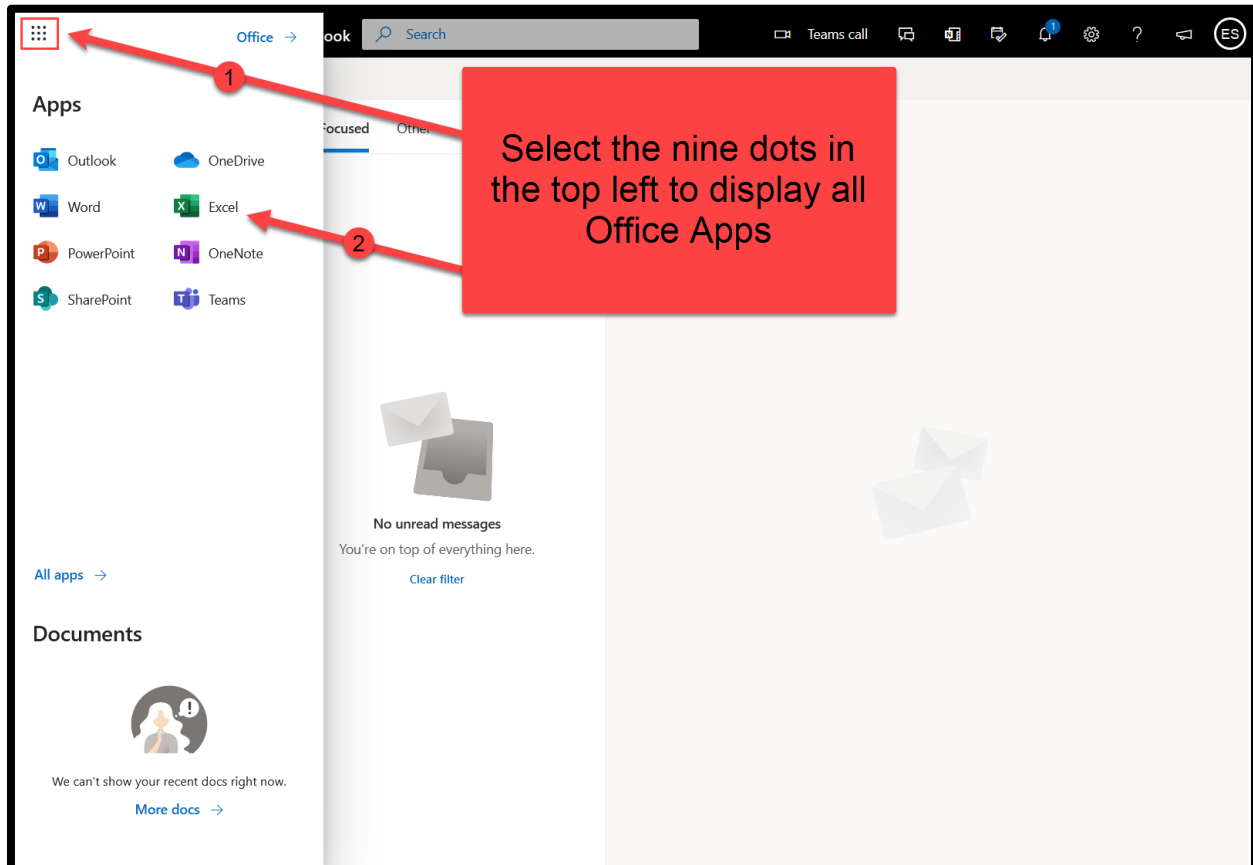 Office →
ook
Search
Teams call
1
ES
1
Apps
Focused
Other
Outlook
OneDrive
Word
Excel
PowerPoint
OneNote
SharePoint
Teams
2
Select the nine dots in
the top left to display all
Office Apps
No unread messages
You're on top of everything here.
Clear filter
All apps →
Documents
We can't show your recent docs right now.
More docs →